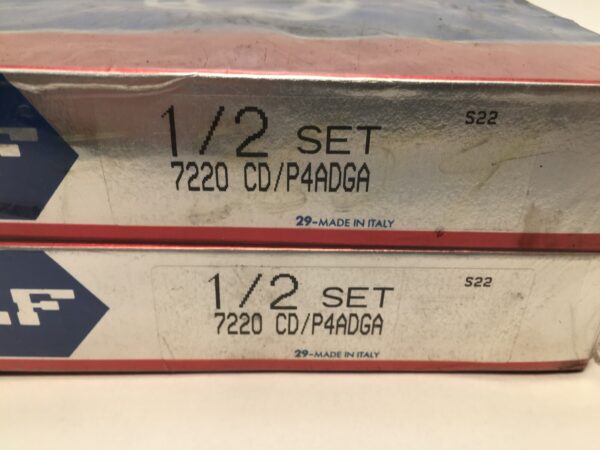 1/2 SET
S22
7220 CD/P4ADGA
29-MADE IN ITALY
1/2 SET
S22
7220 CD/P4ADGA
29-MADE IN ITALY